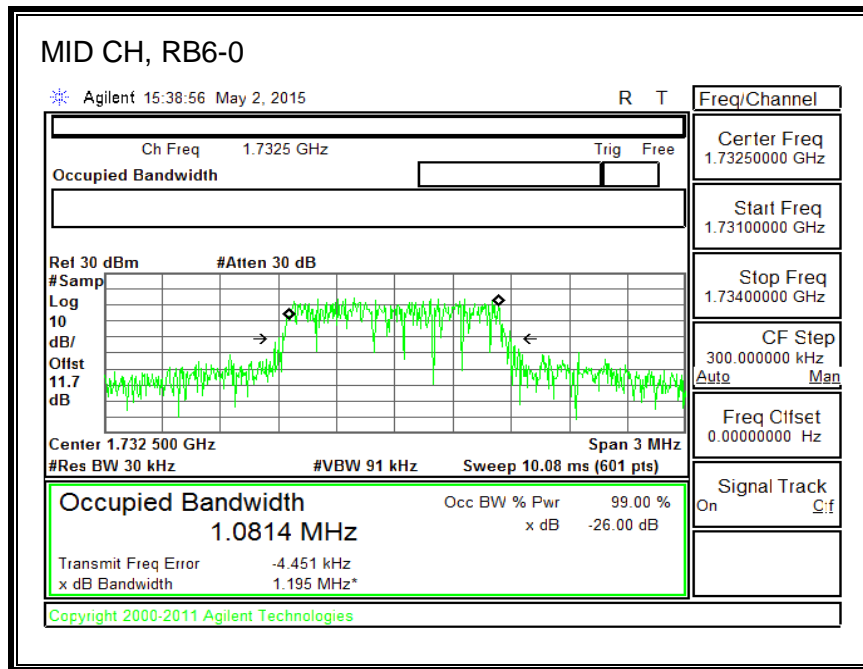 MID CH, RB6-0
Agilent 15:38:56 May 2, 2015 R T
Freq/Channel
Ch Freq 1.7325 GHz Trig Free
Occupied Bandwidth
Center Freq
1.73250000 GHz
Start Freq
1.73100000 GHz
Stop Freq
1.73400000 GHz
CF Step
300.000000 kHz
Auto Man
Freq Offset
0.00000000 Hz
Signal Track
On Off
Ref 30 dBm #Atten 30 dB
#Samp
Log
10
dB/
Offst
11.7
dB
Center 1.732 500 GHz Span 3 MHz
#Res BW 30 kHz #VBW 91 kHz Sweep 10.08 ms (601 pts)
Occupied Bandwidth Occ BW % Pwr 99.00 %
1.0814 MHz x dB -26.00 dB
Transmit Freq Error -4.451 kHz
x dB Bandwidth 1.195 MHz*
Copyright 2000-2011 Agilent Technologies